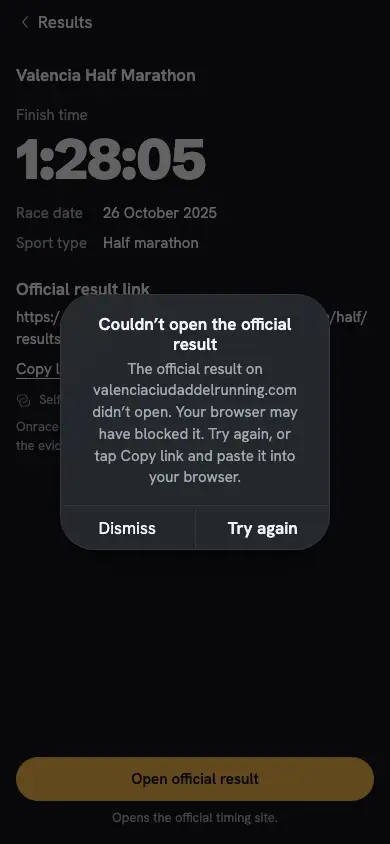 Results
Valencia Half Marathon
Finish time
1:28:05
Race date 26 October 2025
Sport type Half marathon
Official result link
https:/ /half/
results
Copy l
Self
Onrace
the evid
Couldn’t open the official
result
The official result on
valenciaciudaddelrunning.com
didn’t open. Your browser may
have blocked it. Try again, or
tap Copy link and paste it into
your browser.
Dismiss Try again
Open official result
Opens the official timing site.